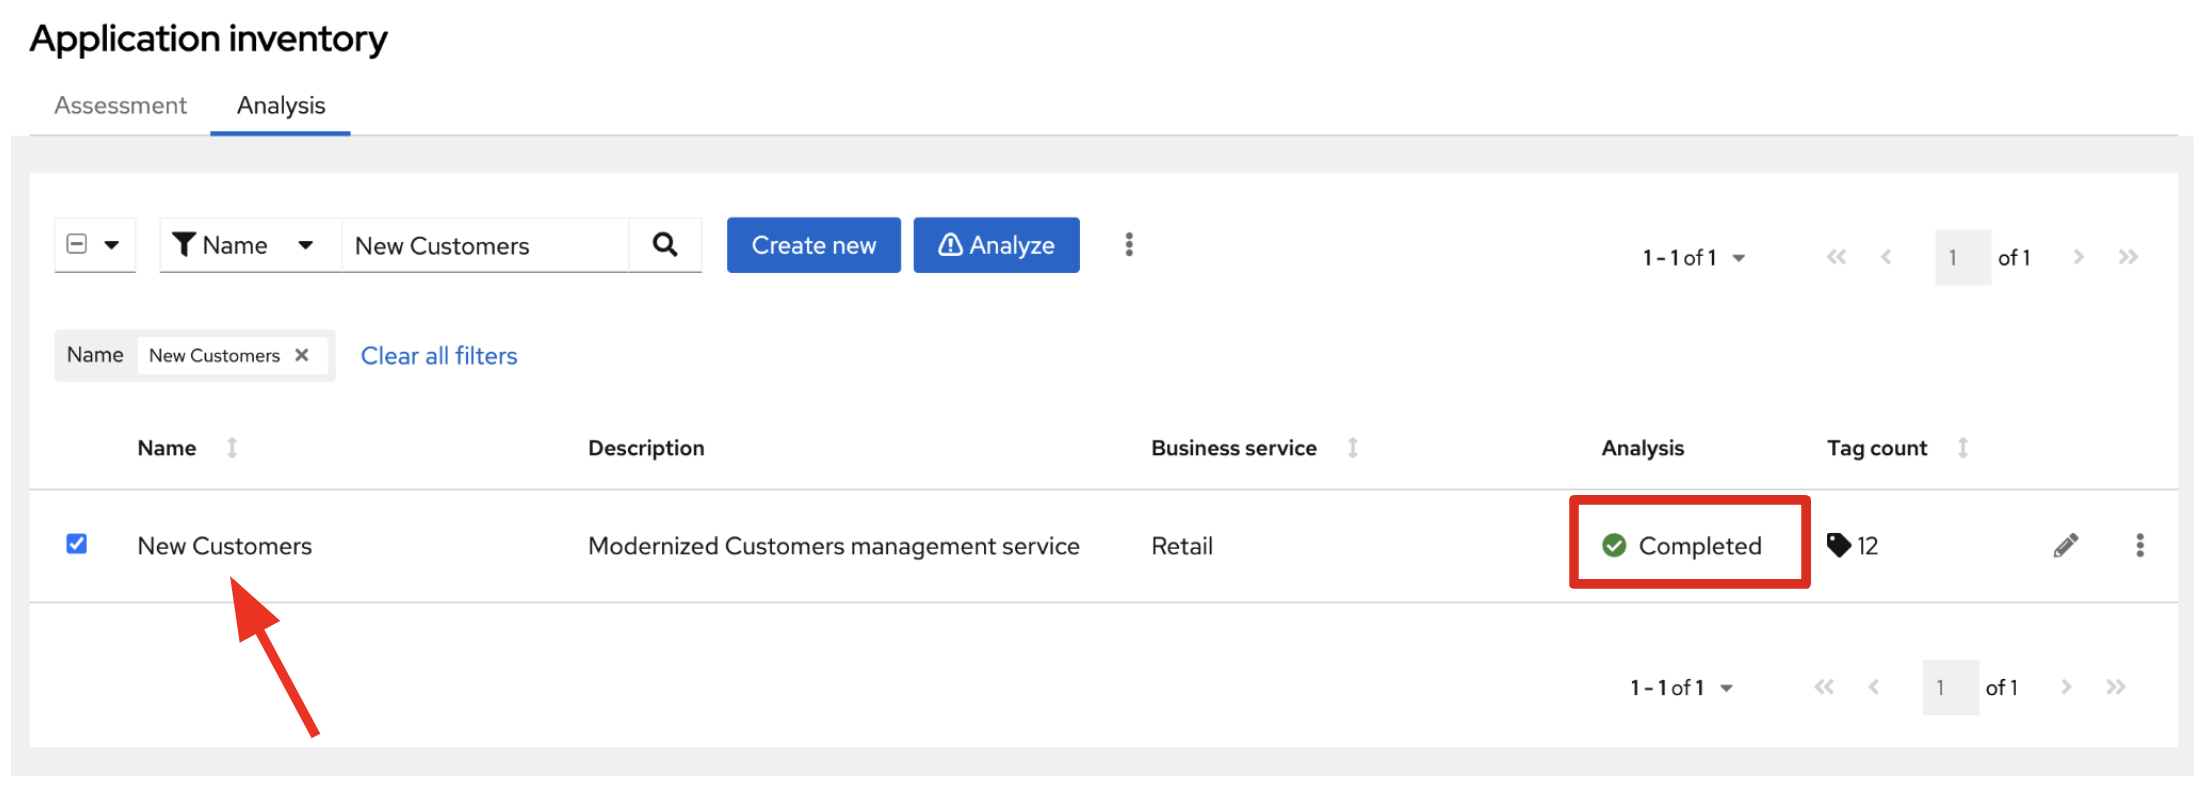 Application inventory
Assessment Analysis
Name New Customers Create new Analyze 1 - 1 of 1 1 of 1
Name New Customers Clear all filters
Name Description Business service Analysis Tag count
New Customers Modernized Customers management service Retail Completed 12
1 - 1 of 1 1 of 1